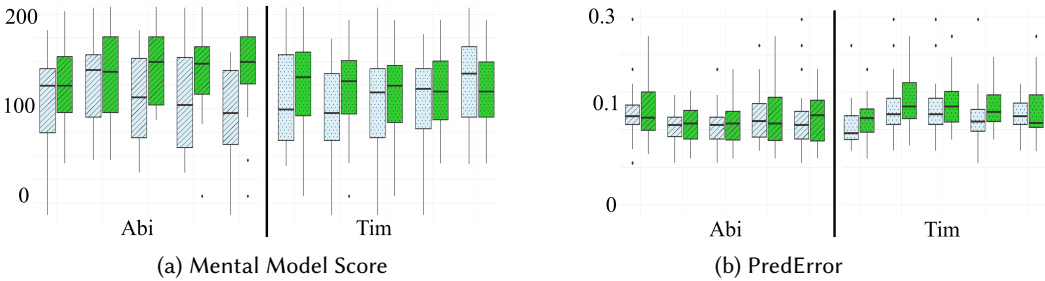 200
100
0
Abi
Tim
(a) Mental Model Score
0.3
0.1
0
Abi
Tim
(b) PredError